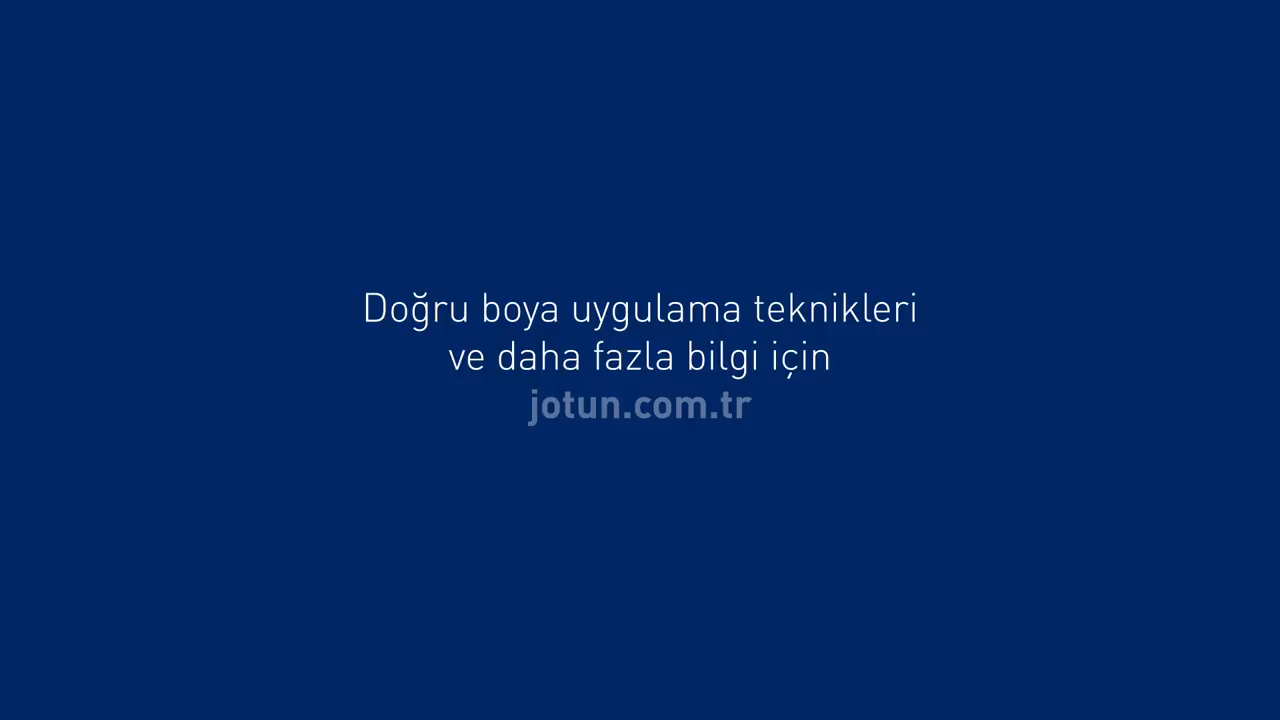 Doğru boya uygulama teknikleri
ve daha fazla bilgi için
jotun.com.tr